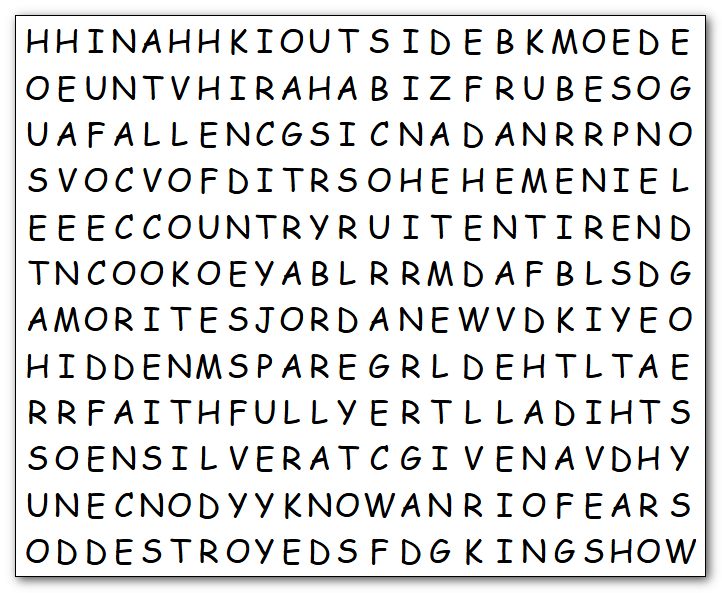 HHINAHHKIOUTSIDEBKMOEDE
OEUNTVHIRAHABIZFRUBESOG
UAFALLENCGSICNADANRRPNO
SVOCVOFDITRSOHEHEMENIEL
EEECCOUNTRYRUITENTIREND
TNCOOKOEYABLRRMDAFBLSDG
AMORITESJORDANEWVDKIYEO
HIDDENMSPAREGRLDEHTLTAE
RRFAITHFULLYERTLLADIHTS
SOENSILVERATCGIVENAVDHY
UNECNODYYKNOWANRIOFEARS
ODDESTROYEDSFDGKINGSHOW